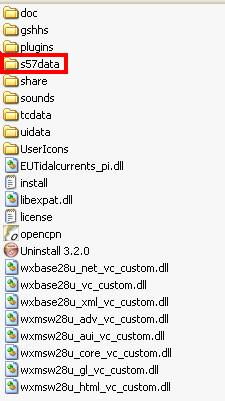 doc
gshhs
plugins
s57data
share
sounds
tcdata
uidata
UserIcons
EUTidalcurrents_pi.dll
install
libexpat.dll
license
opencpn
Uninstall 3.2.0
wxbase28u_net_vc_custom.dll
wxbase28u_vc_custom.dll
wxbase28u_xml_vc_custom.dll
wxmsw28u_adv_vc_custom.dll
wxmsw28u_aui_vc_custom.dll
wxmsw28u_core_vc_custom.dll
wxmsw28u_gl_vc_custom.dll
wxmsw28u_html_vc_custom.dll